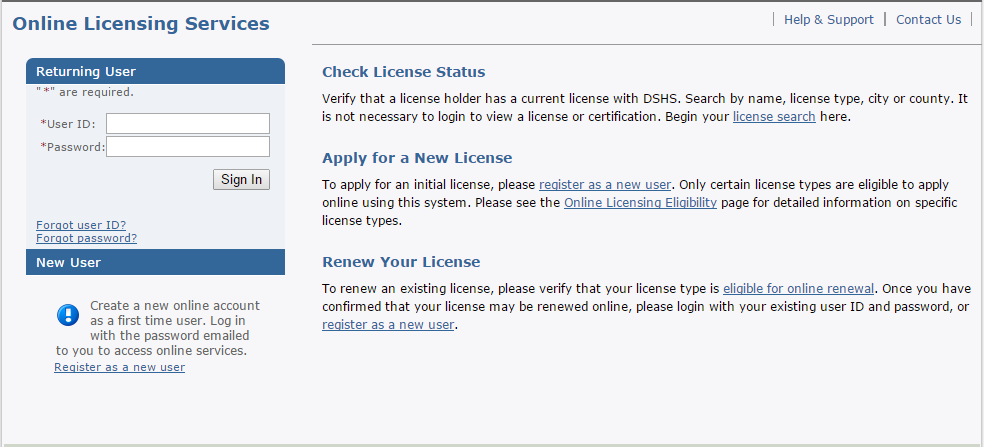 Online Licensing Services
Help & Support
Contact Us
Returning User
"*" are required.
*User ID:
*Password:
Sign In
Forgot user ID?
Forgot password?
New User
Create a new online account
as a first time user. Log in
with the password emailed
to you to access online services.
Register as a new user
Check License Status
Verify that a license holder has a current license with DSHS. Search by name, license type, city or county. It
is not necessary to login to view a license or certification. Begin your license search here.
Apply for a New License
To apply for an initial license, please register as a new user. Only certain license types are eligible to apply
online using this system. Please see the Online Licensing Eligibility page for detailed information on specific
license types.
Renew Your License
To renew an existing license, please verify that your license type is eligible for online renewal. Once you have
confirmed that your license may be renewed online, please login with your existing user ID and password, or
register as a new user.